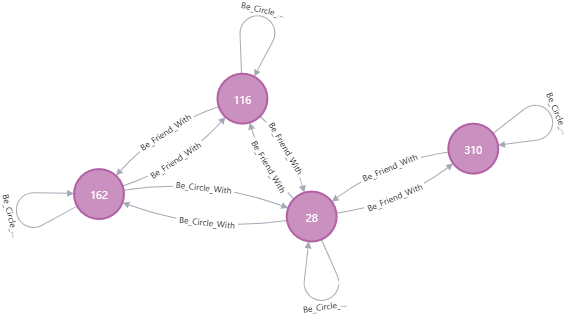 Be_Circle_...
116
Be_Friend_With
Be_Friend_With
Be_Friend_With
Be_Friend_With
Be_Circle_...
310
Be_Friend_With
Be_Friend_With
162
Be_Circle_With
Be_Circle_With
Be_Circle_...
28
Be_Circle_...